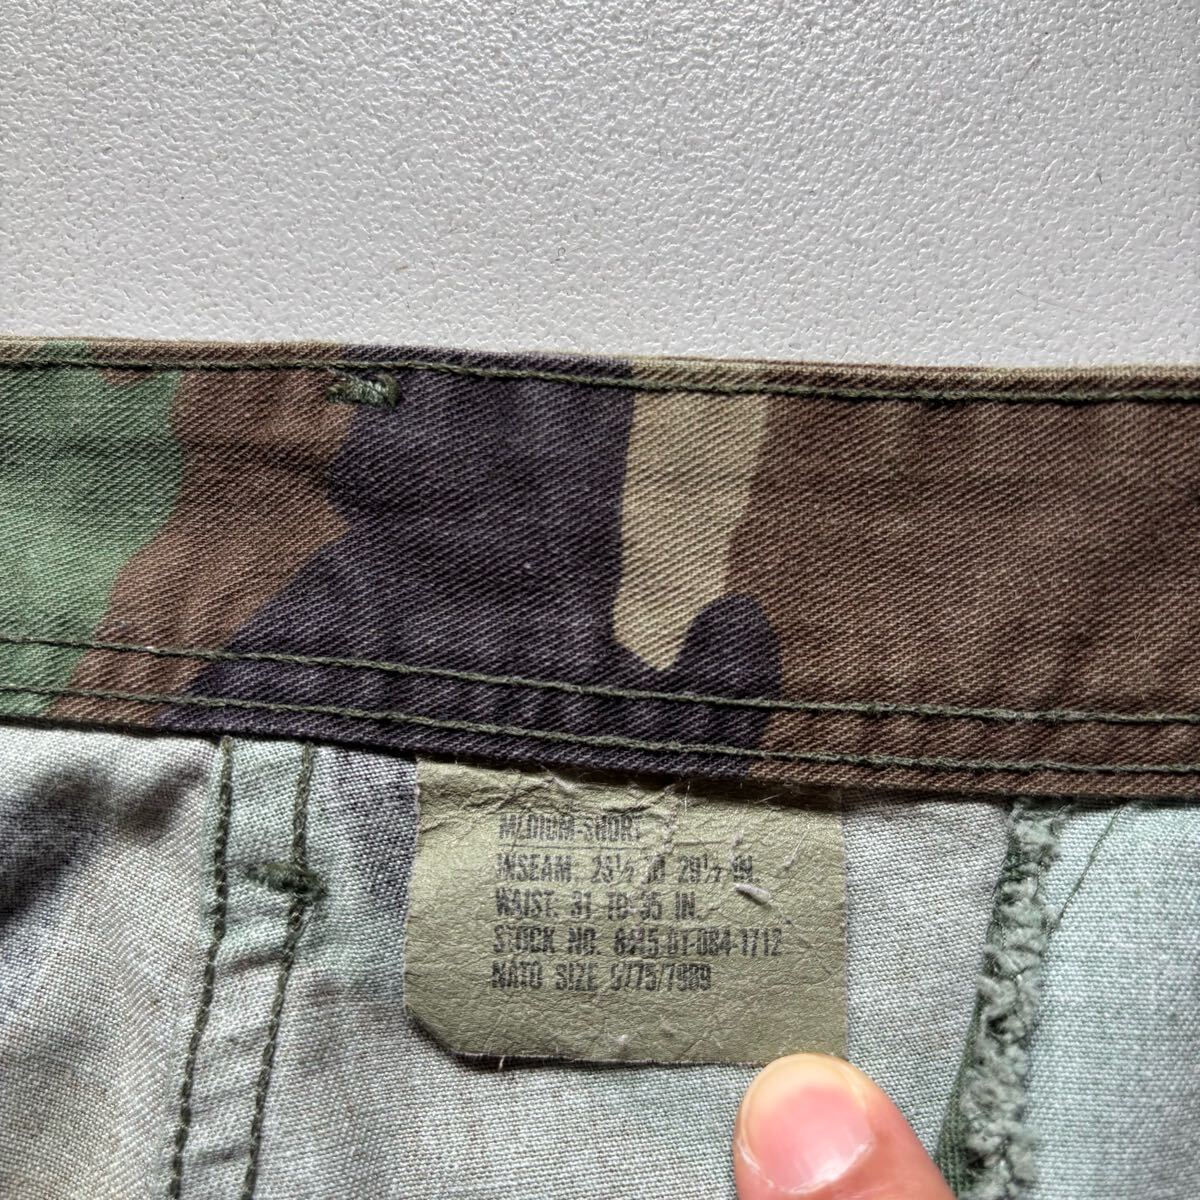 MEDIUM-SHORT
INSEAM: 26½ TO 29½ IN.
WAIST: 31 TO 35 IN.
STOCK NO. 8415-01-084-1712
NATO SIZE 6775/7989